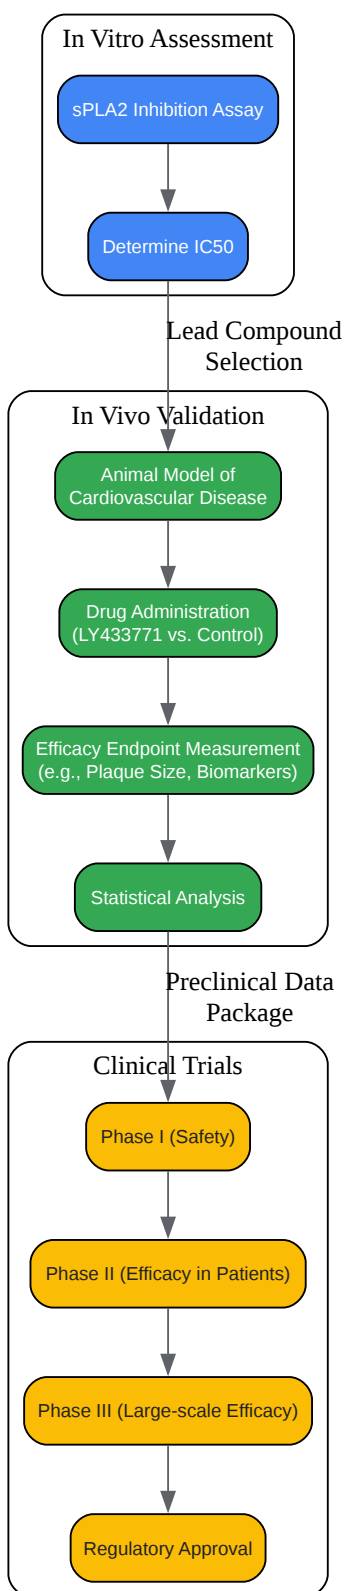 In Vitro Assessment
sPLA2 Inhibition Assay
Determine IC50
Lead Compound
Selection
In Vivo Validation
Animal Model of
Cardiovascular Disease
Drug Administration
(LY433771 vs. Control)
Efficacy Endpoint Measurement
(e.g., Plaque Size, Biomarkers)
Statistical Analysis
Preclinical Data
Package
Clinical Trials
Phase I (Safety)
Phase II (Efficacy in Patients)
Phase III (Large-scale Efficacy)
Regulatory Approval